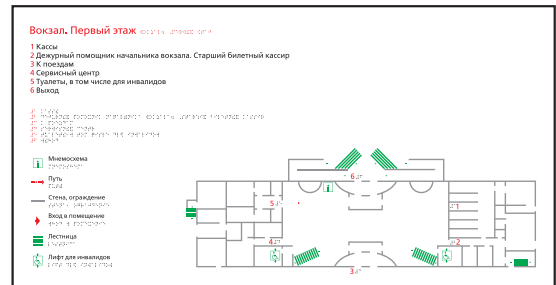 Вокзал. Первый этаж
1 Кассы
2 Дежурный помощник начальника вокзала. Старший билетный кассир
3 К поездам
4 Сервисный центр
5 Туалеты, в том числе для инвалидов
6 Выход
Мнемосхема
Путь
Стена, ограждение
Вход в помещение
Лестница
Лифт для инвалидов
6
5
1
4
2
3